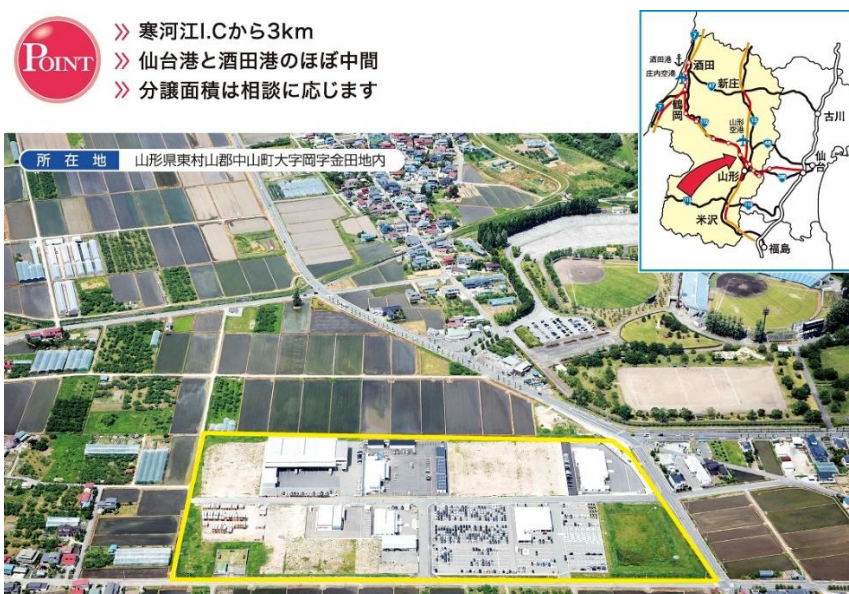 POINT
寒河江I.Cから3km
仙台港と酒田港のほぼ中間
分譲面積は相談に応じます
所在地 山形県東村山郡中山町大字岡字金田地内
酒田港
酒田
庄内空港
新庄
鶴岡
古川
山形空港
仙台
山形
米沢
福島